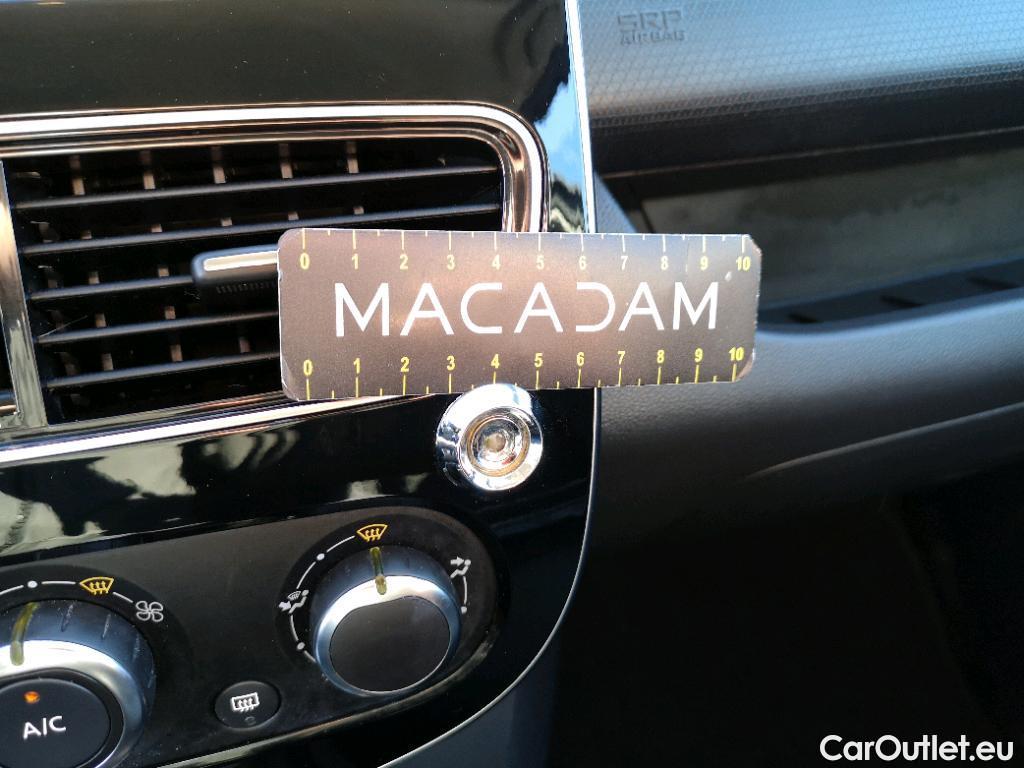 SRP
AIRBAG
0 1 2 3 4 5 6 7 8 9 10
MACADAM
0 1 2 3 4 5 6 7 8 9 10
A/C
CarOutlet.eu